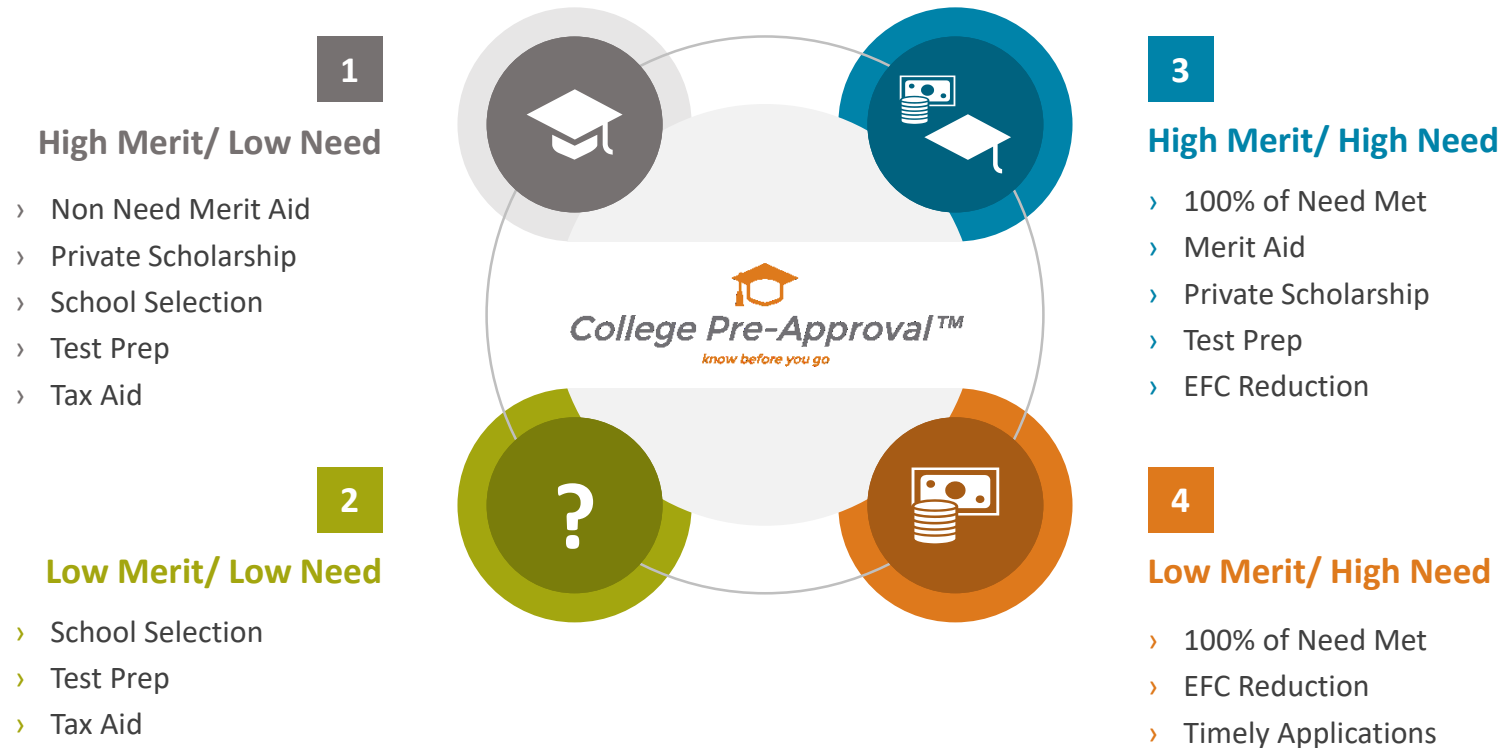 1
High Merit/ Low Need
› Non Need Merit Aid
› Private Scholarship
› School Selection
› Test Prep
› Tax Aid
2
Low Merit/ Low Need
› School Selection
› Test Prep
› Tax Aid
?
College Pre-Approval™
know before you go
3
High Merit/ High Need
› 100% of Need Met
› Merit Aid
› Private Scholarship
› Test Prep
› EFC Reduction
4
Low Merit/ High Need
› 100% of Need Met
› EFC Reduction
› Timely Applications